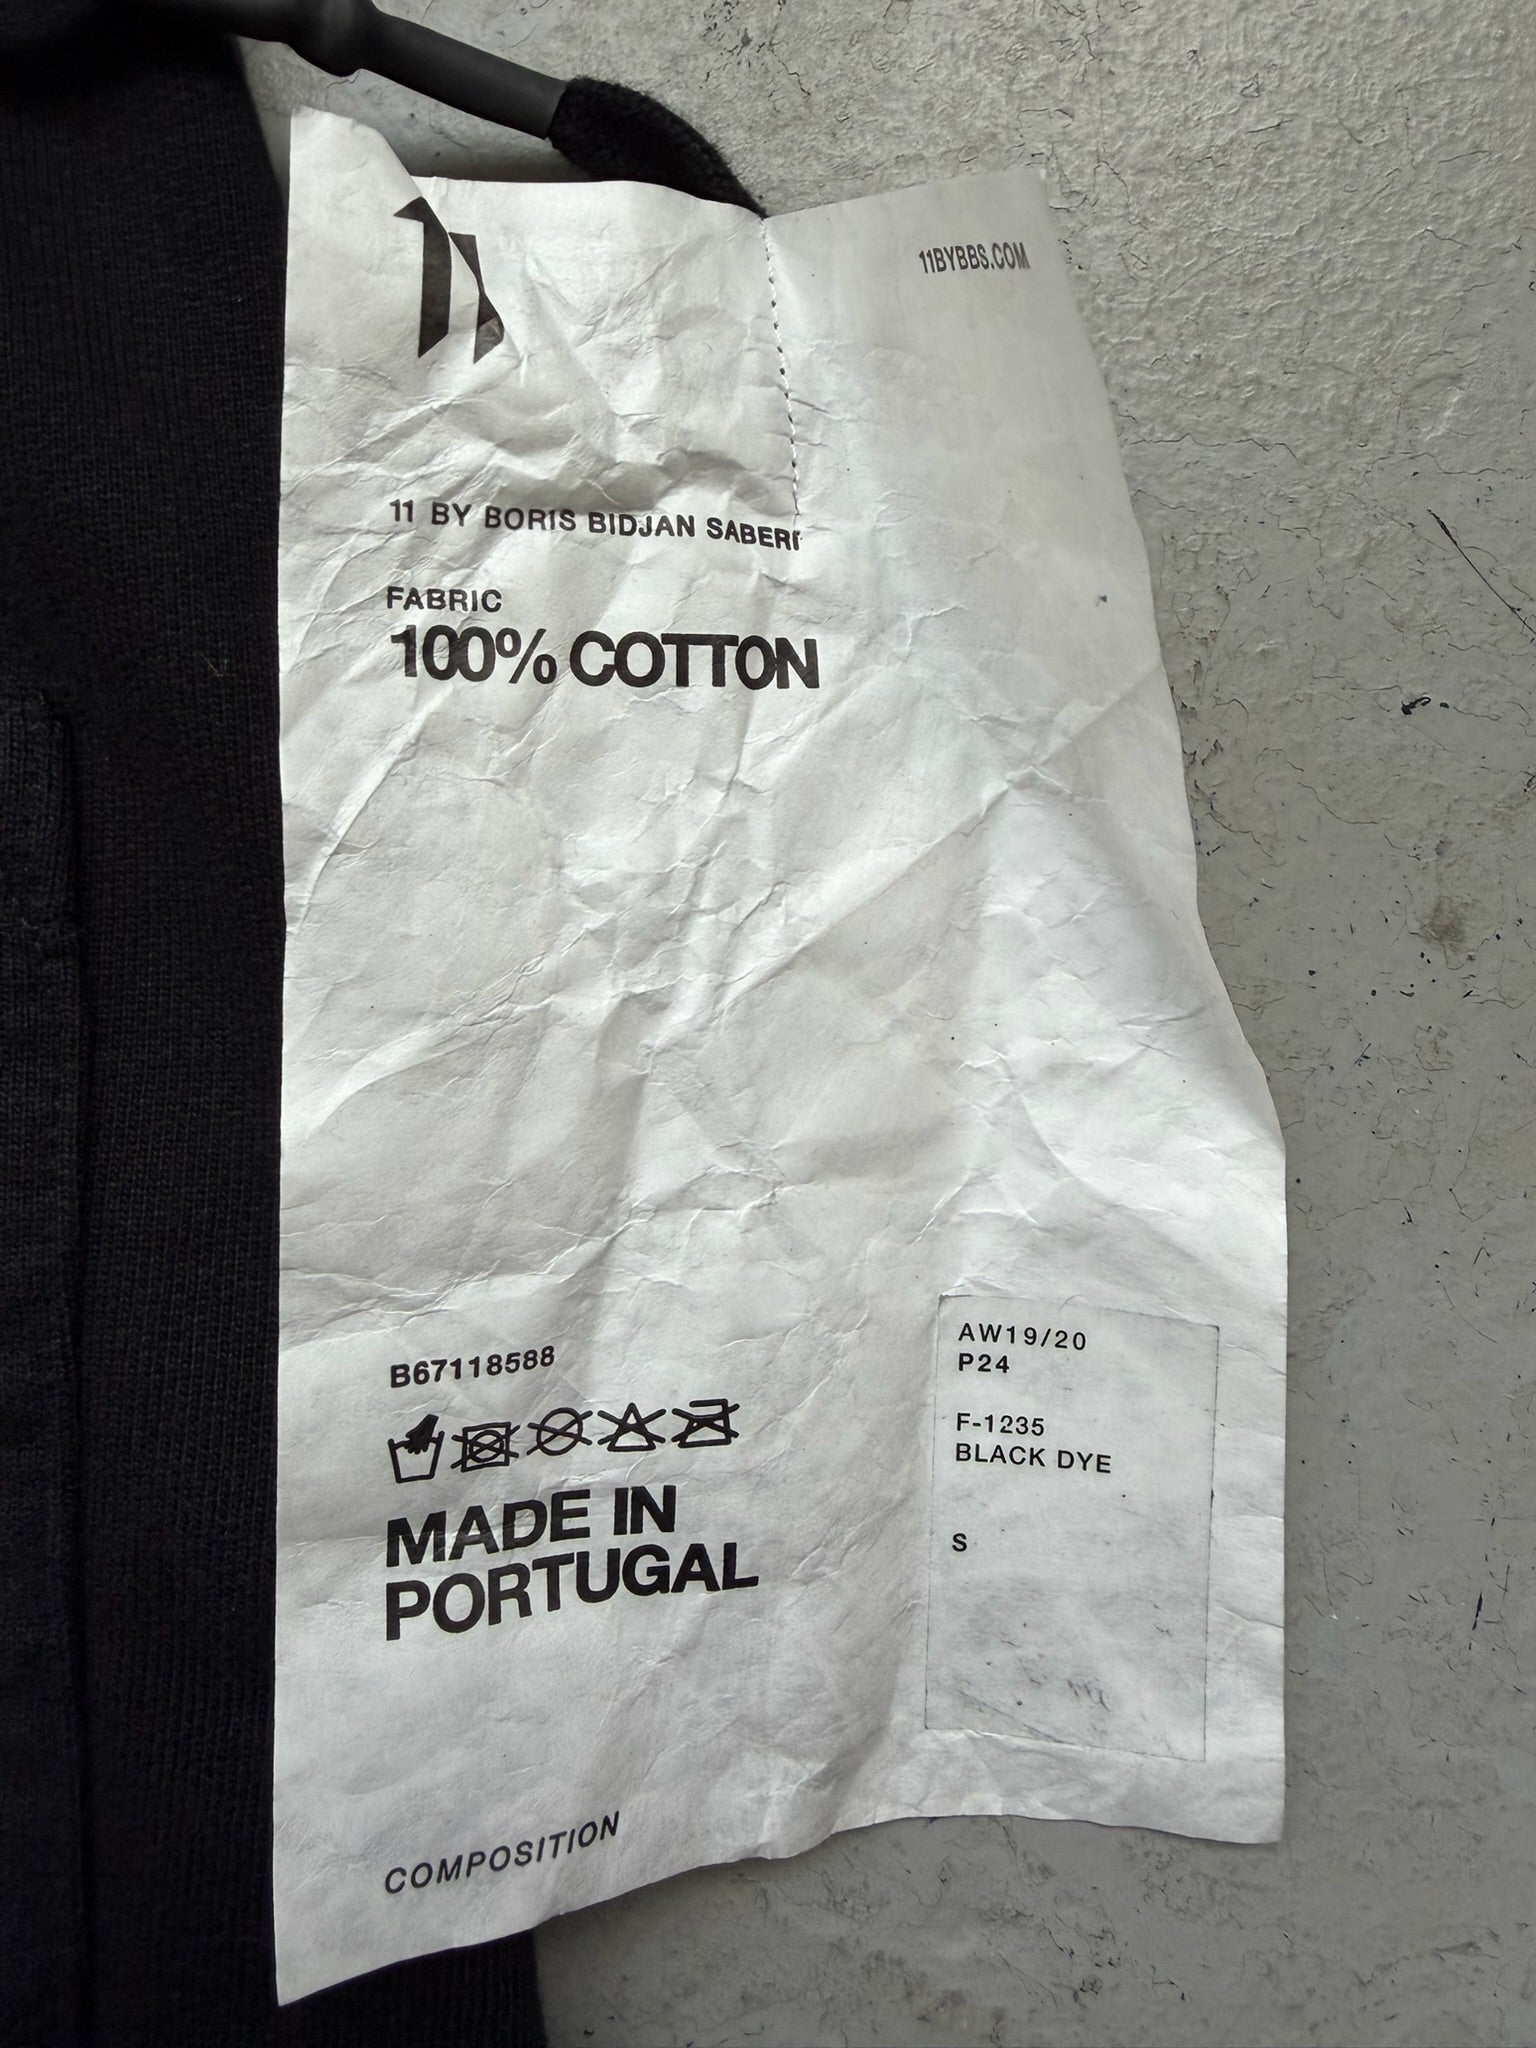 11
11BYBBS.COM
11 BY BORIS BIDJAN SABERI
FABRIC
100% COTTON
B67118588
MADE IN
PORTUGAL
COMPOSITION
AW19/20
P24
F-1235
BLACK DYE
S